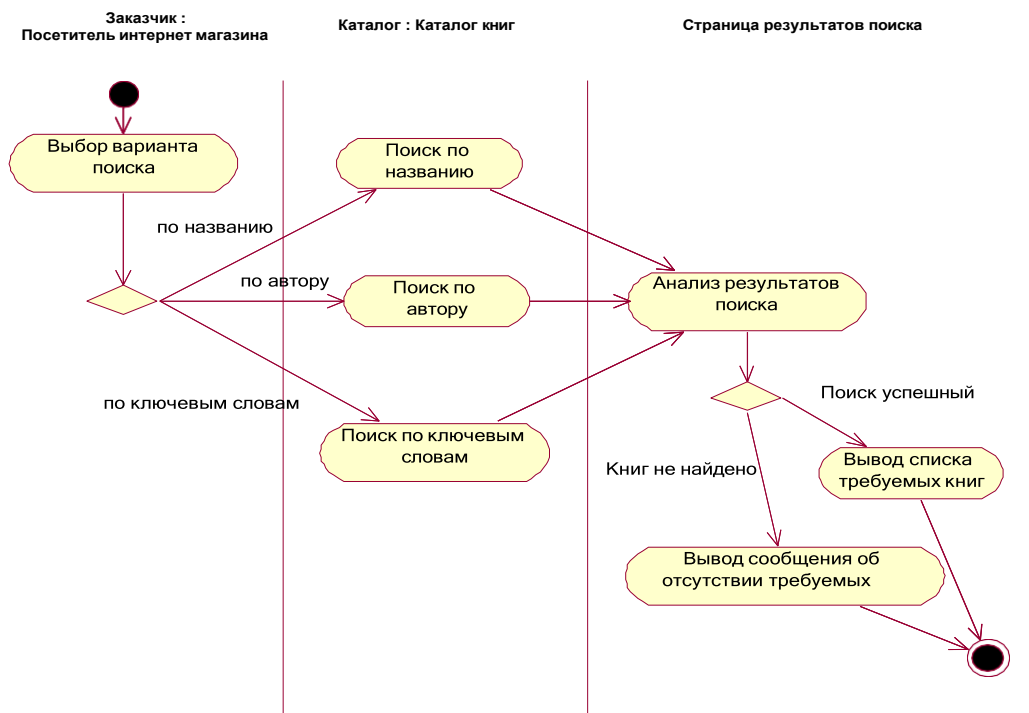 Заказчик :
Посетитель интернет магазина
Каталог : Каталог книг
Страница результатов поиска
Выбор варианта
поиска
Поиск по
названию
по названию
по автору
Поиск по
автору
Анализ результатов
поиска
по ключевым словам
Поиск по ключевым
словам
Поиск успешный
Книг не найдено
Вывод списка
требуемых книг
Вывод сообщения об
отсутствии требуемых